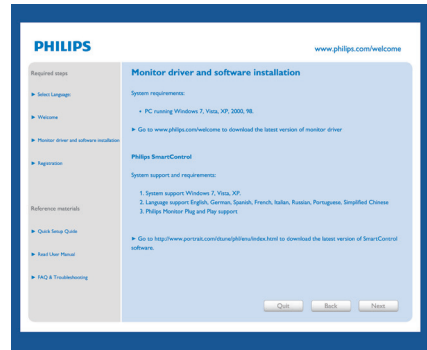 PHILIPS
www.philips.com/welcome
Required steps
Select Language:
Welcome
Monitor driver and software installation
Registration
Reference materials
Quick Setup Quide
Read User Manual
FAQ & Troubleshooting
Monitor driver and software installation
System requirements:
• PC running Windows 7, Vista, XP, 2000, 98.
Go to www.philips.com/welcome to download the latest version of monitor driver
Philips SmartControl
System support and requirements:
1. System support Windows 7, Vista, XP.
2. Language support English, German, Spanish, French, Italian, Russian, Portuguese, Simplified Chinese
3. Philips Monitor Plug and Play support
Go to http://www.portrait.com/dtune/phl/enu/index.html to download the latest version of SmartControl
software.
Quit
Back
Next